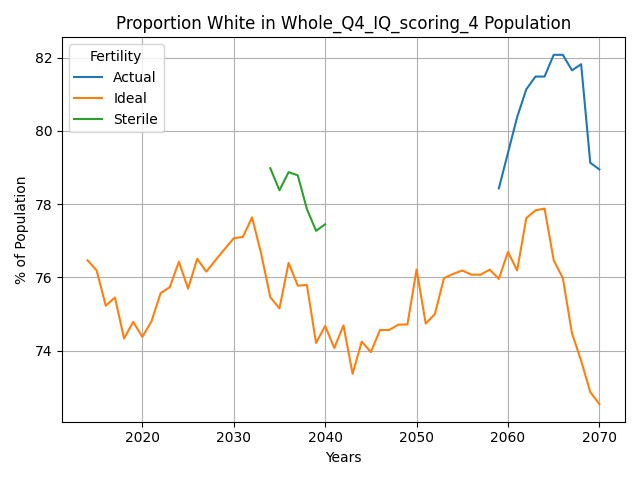 Proportion White in Whole_Q4_IQ_scoring_4 Population
Fertility
Actual
Ideal
Sterile
% of Population
82
80
78
76
74
2020
2030
2040
2050
2060
2070
Years